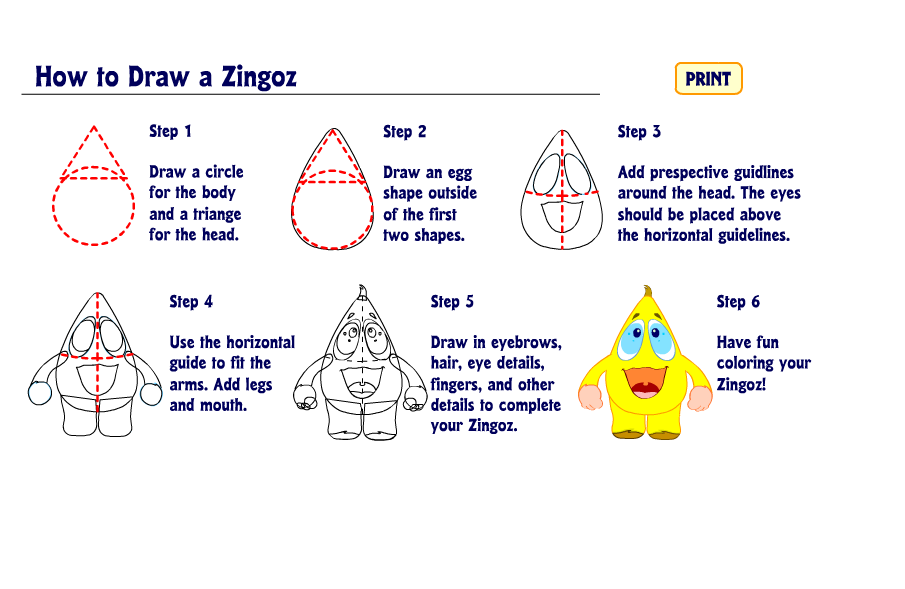 How to Draw a Zingoz
PRINT
Step 1
Draw a circle
for the body
and a triange
for the head.
Step 2
Draw an egg
shape outside
of the first
two shapes.
Step 3
Add prespective guidlines
around the head. The eyes
should be placed above
the horizontal guidelines.
Step 4
Use the horizontal
guide to fit the
arms. Add legs
and mouth.
Step 5
Draw in eyebrows,
hair, eye details,
fingers, and other
details to complete
your Zingoz.
Step 6
Have fun
coloring your
Zingoz!